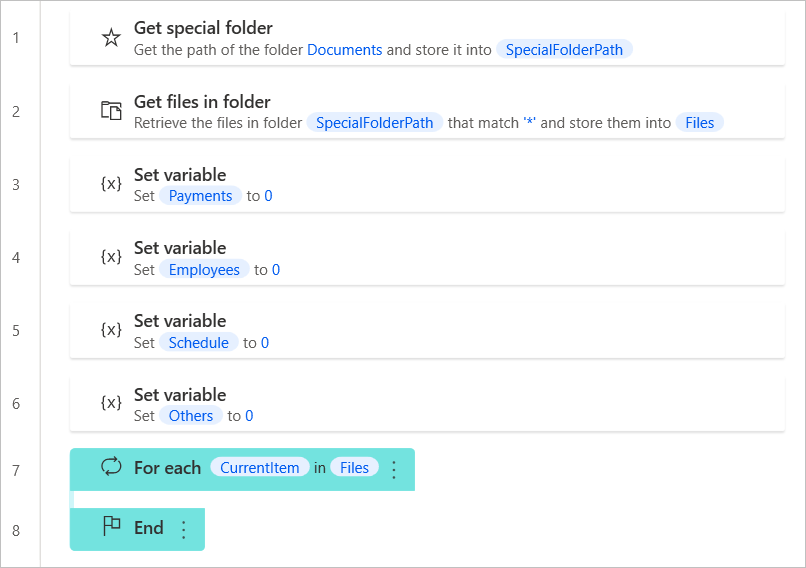 1
Get special folder
Get the path of the folder Documents and store it into SpecialFolderPath
2
Get files in folder
Retrieve the files in folder SpecialFolderPath that match '*' and store them into Files
3
{x} Set variable
Set Payments to 0
4
{x} Set variable
Set Employees to 0
5
{x} Set variable
Set Schedule to 0
6
{x} Set variable
Set Others to 0
7
For each CurrentItem in Files
8
End